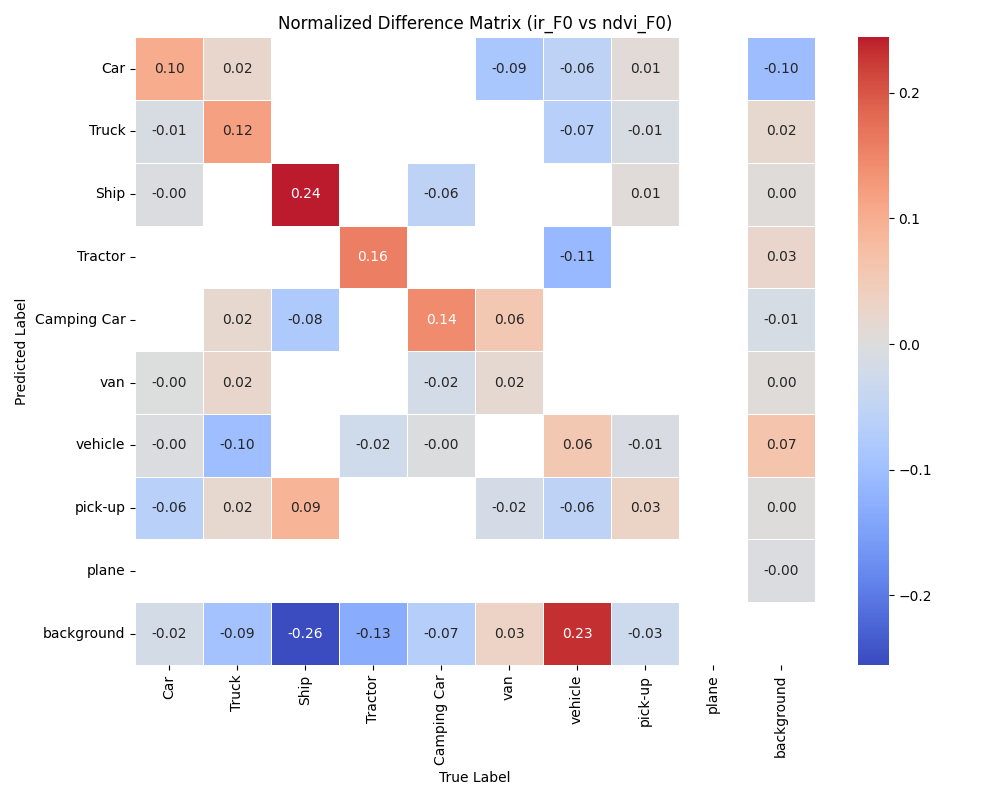 Normalized Difference Matrix (ir_F0 vs ndvi_F0)
Car 0.10 0.02 -0.09 -0.06 0.01 -0.10
Truck -0.01 0.12 -0.07 -0.01 0.02
Ship -0.00 0.24 -0.06 0.01 0.00
Tractor 0.16 -0.11 0.03
Camping Car 0.02 -0.08 0.14 0.06 -0.01
van -0.00 0.02 -0.02 0.02 0.00
vehicle -0.00 -0.10 -0.02 -0.00 0.06 -0.01 0.07
pick-up -0.06 0.02 0.09 -0.02 -0.06 0.03 0.00
plane -0.00
background -0.02 -0.09 -0.26 -0.13 -0.07 0.03 0.23 -0.03
Car Truck Ship Tractor Camping Car van vehicle pick-up plane background
True Label
Predicted Label
0.2
0.1
0.0
−0.1
−0.2